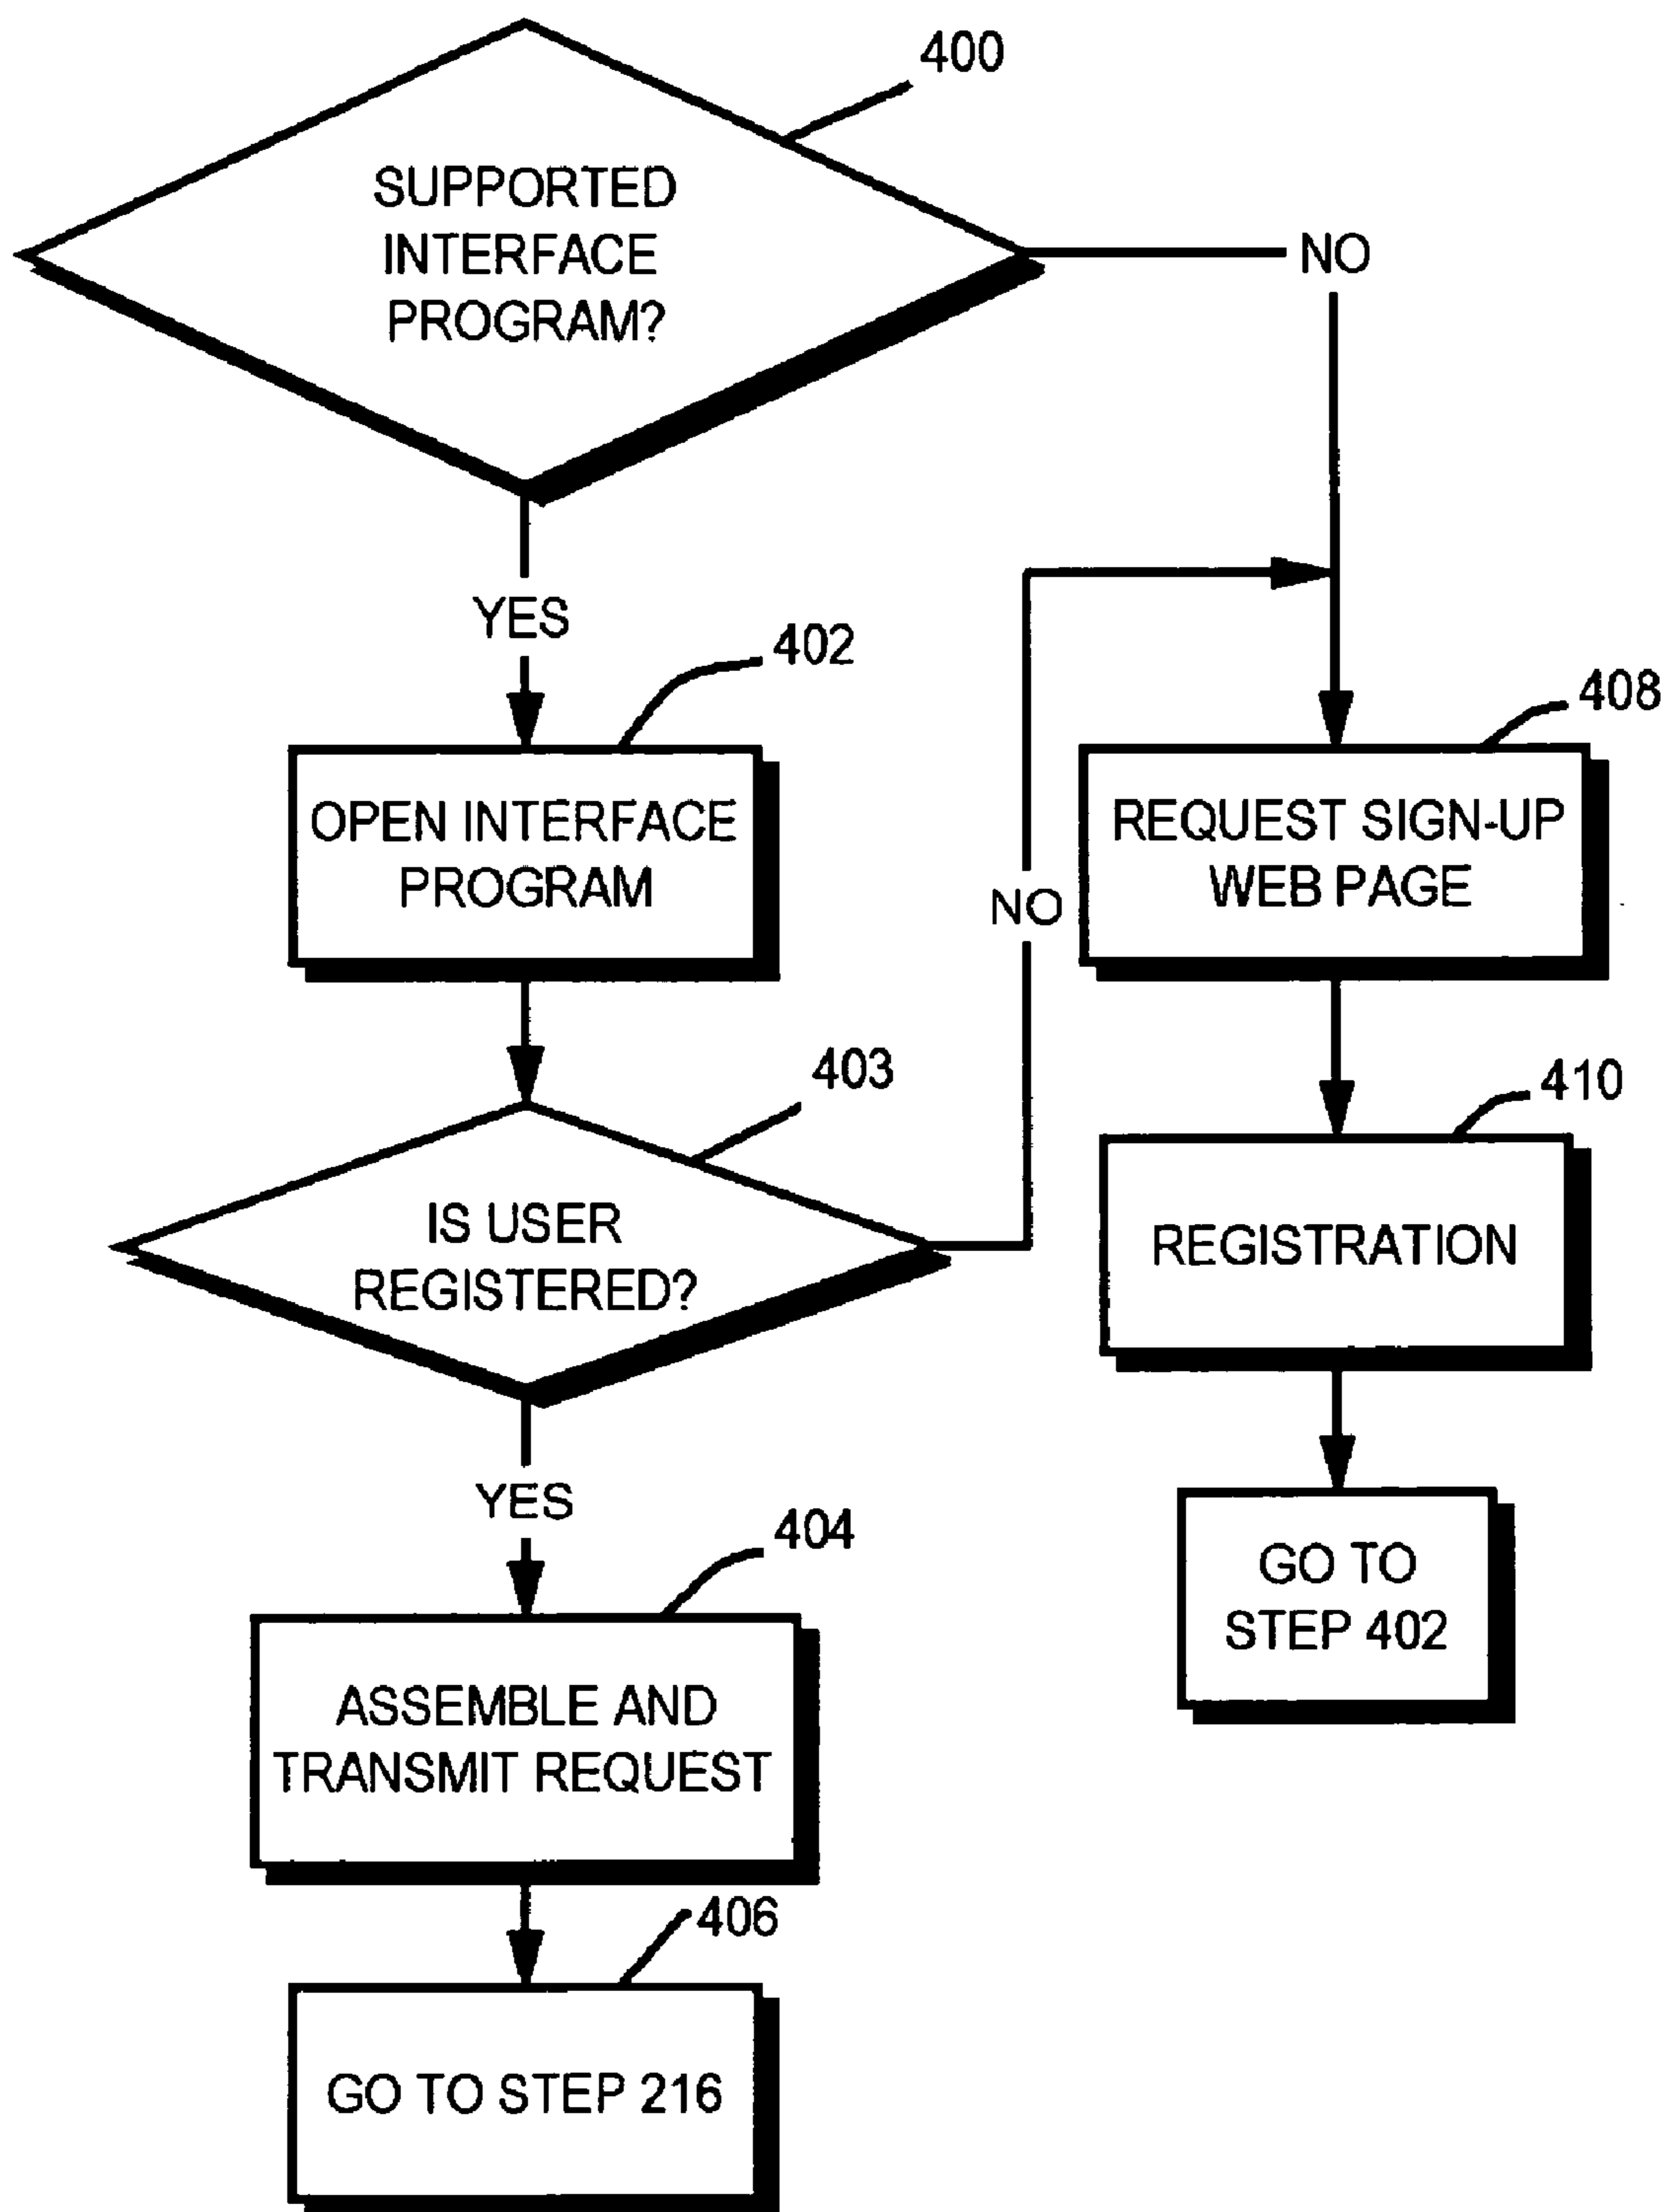 400
SUPPORTED
INTERFACE
PROGRAM?
NO
YES
402
OPEN INTERFACE
PROGRAM
408
REQUEST SIGN-UP
WEB PAGE
NO
403
IS USER
REGISTERED?
410
REGISTRATION
YES
404
ASSEMBLE AND
TRANSMIT REQUEST
GO TO
STEP 402
406
GO TO STEP 216